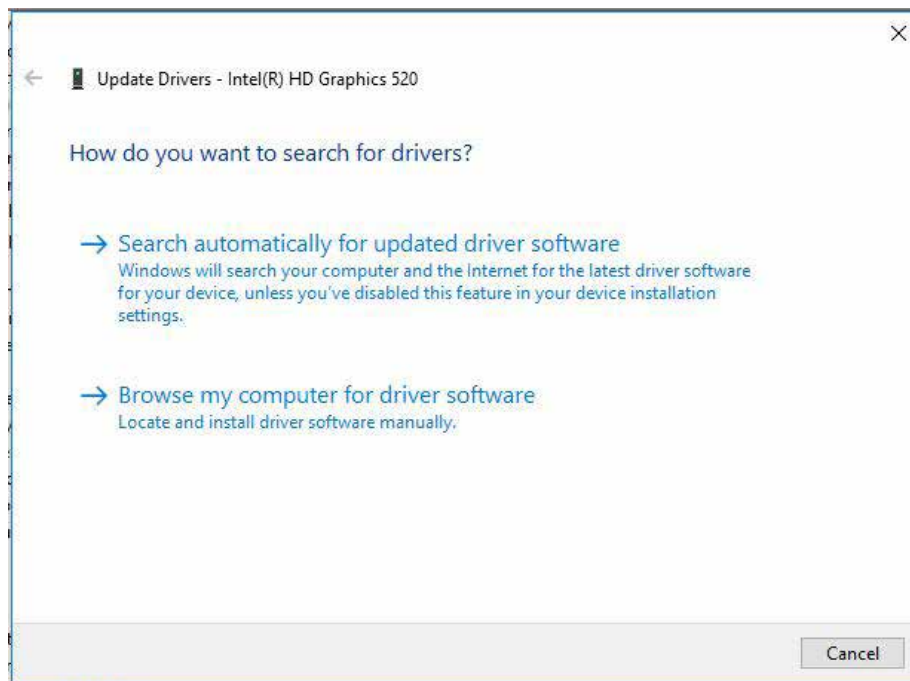 Update Drivers - Intel(R) HD Graphics 520
How do you want to search for drivers?
Search automatically for updated driver software
Windows will search your computer and the Internet for the latest driver software
for your device, unless you've disabled this feature in your device installation
settings.
Browse my computer for driver software
Locate and install driver software manually.
Cancel